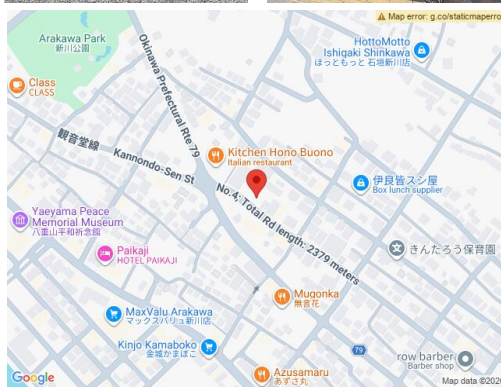 Map error: g.co/staticmaperro
Arakawa Park
新川公園
HottoMotto
Ishigaki Shinkawa
ほっともっと 石垣新川店
Okinawa Prefectural Rte 79
Class
CLASS
観音堂線
Kannondo-Sen St
Kitchen Hono Buono
Italian restaurant
No.4; Total Rd length: 2379 meters
伊良皆スシ屋
Box lunch supplier
Yaeyama Peace
Memorial Museum
八重山平和祈念館
Paikaji
HOTEL PAIKAJI
きんたろう保育園
Mugonka
無言花
MaxValu Arakawa
マックスバリュ新川店
Kinjo Kamaboko
金城かまぼこ
79
row barber
Barber shop
Azusamaru
あずさ丸
Google
Map data ©202